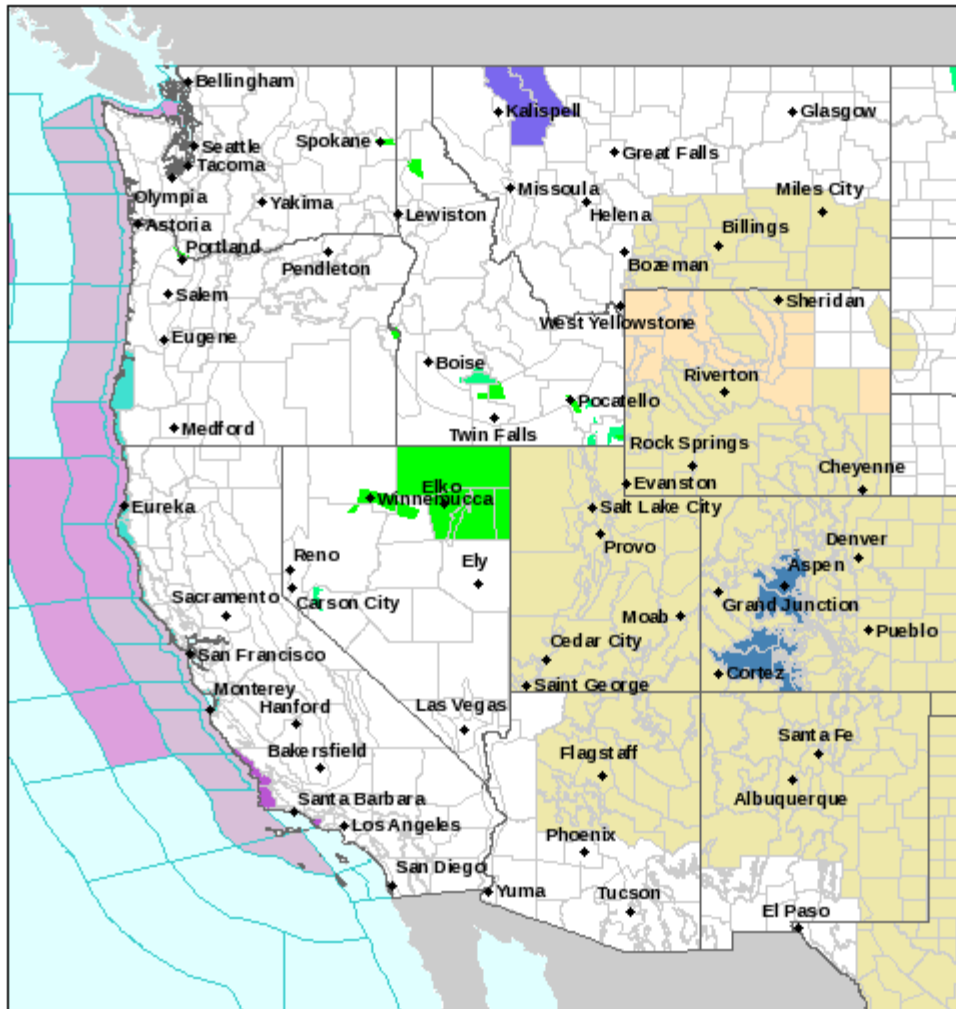 Bellingham
Kalispell
Glasgow
Spokane
Seattle
Great Falls
Tacoma
Missoula
Miles City
Olympia
Yakima
Lewiston
Helena
Astoria
Billings
Portland
Pendleton
Bozeman
Salem
Sheridan
West Yellowstone
Eugene
Boise
Riverton
Pocatello
Medford
Twin Falls
Rock Springs
Cheyenne
Elko
Evanston
Winnemucca
Eureka
Salt Lake City
Provo
Denver
Reno
Ely
Aspen
Sacramento
Carson City
Grand Junction
Moab
Pueblo
Cedar City
San Francisco
Cortez
Saint George
Monterey
Hanford
Las Vegas
Santa Fe
Bakersfield
Flagstaff
Santa Barbara
Albuquerque
Los Angeles
Phoenix
San Diego
Yuma
Tucson
El Paso